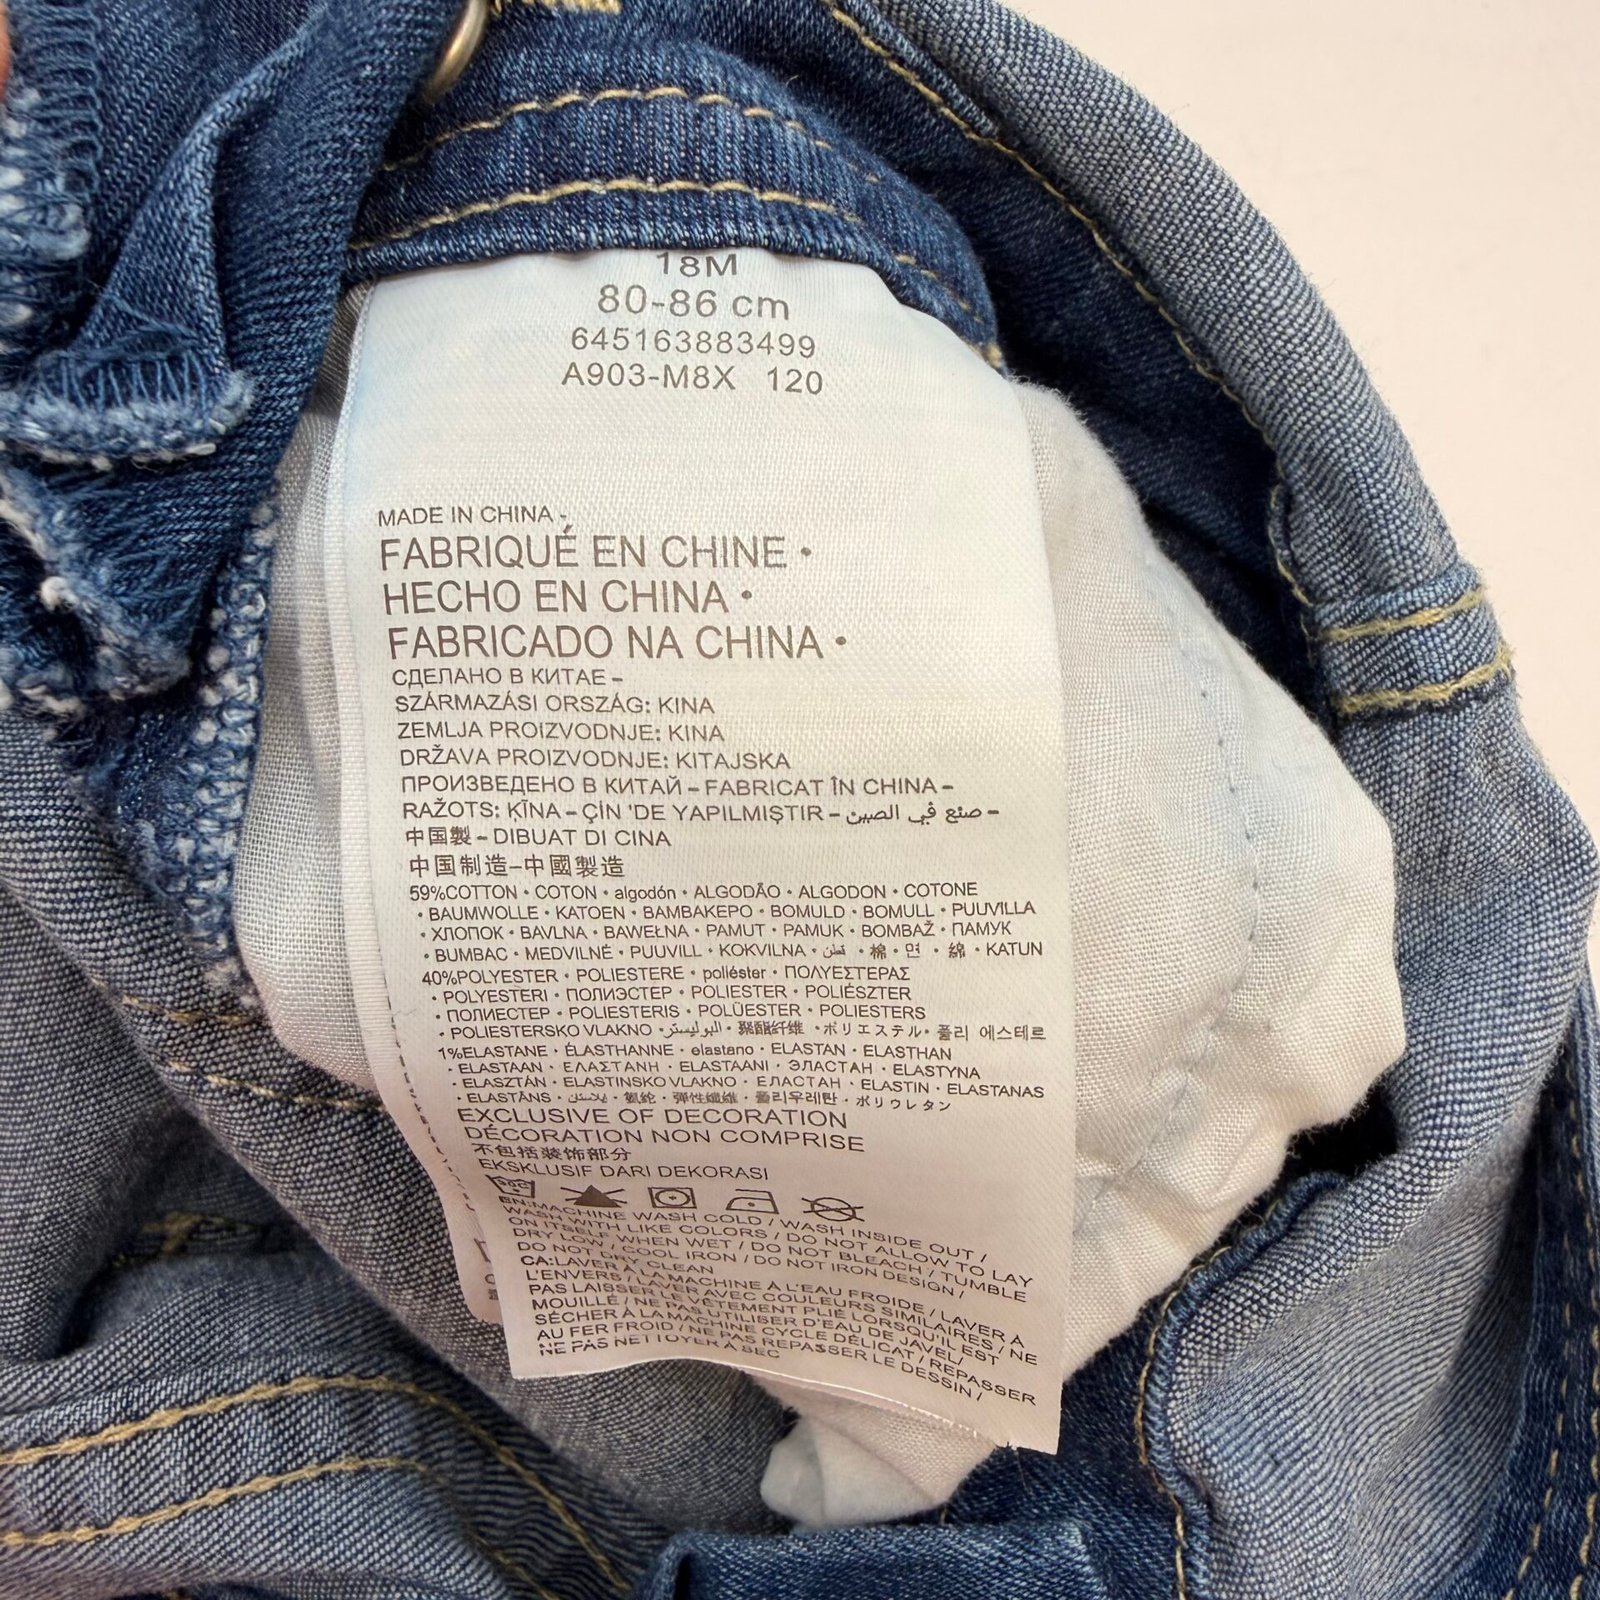 18M
80-86 cm
645163883499
A903-M8X 120
MADE IN CHINA -
FABRIQUÉ EN CHINE •
HECHO EN CHINA •
FABRICADO NA CHINA •
СДЕЛАНО В КИТАЕ –
SZÁRMAZÁSI ORSZÁG: KINA
ZEMLJA PROIZVODNJE: KINA
DRŽAVA PROIZVODNJE: KITAJSKA
ПРОИЗВЕДЕНО В КИТАЙ – FABRICAT ÎN CHINA –
RAŽOTS: ĶĪNA – ÇİN 'DE YAPILMIŞTIR – صنع في الصين –
中国製 – DIBUAT DI CINA
中国制造–中國製造
59%COTTON • COTON • algodón • ALGODÃO • ALGODON • COTONE
• BAUMWOLLE • KATOEN • BAMBAKEPO • BOMULD • BOMULL • PUUVILLA
• ХЛОПОК • BAVLNA • BAWEŁNA • PAMUT • PAMUK • BOMBAŽ • ПАМУК
• BUMBAC • MEDVILNĖ • PUUVILL • KOKVILNA • قطن • 棉 • 면 • 綿 • KATUN
40%POLYESTER • POLIESTERE • poliéster • ΠΟΛΥΕΣΤΕΡΑΣ
• POLYESTERI • ПОЛИЭСТЕР • POLIESTER • POLIÉSZTER
• ПОЛИЕСТЕР • POLIESTERIS • POLÜESTER • POLIESTERS
• POLIESTERSKO VLAKNO • البوليستر • 聚酯纤维 • ポリエステル • 폴리 에스테르
1%ELASTANE • ÉLASTHANNE • elastano • ELASTAN • ELASTHAN
• ELASTAAN • ΕΛΑΣΤΑΝΗ • ELASTAANI • ЭЛАСТАН • ELASTYNA
• ELASZTÁN • ELASTINSKO VLAKNO • ЕЛАСТАН • ELASTIN • ELASTANAS
• ELASTĀNS • يلاستان • 氨纶 • 弾性繊維 • 폴리우레탄 • ポリウレタン
EXCLUSIVE OF DECORATION
DÉCORATION NON COMPRISE
不包括装饰部分
EKSKLUSIF DARI DEKORASI
30C
EN:MACHINE WASH COLD / WASH INSIDE OUT /
WASH WITH LIKE COLORS / DO NOT ALLOW TO LAY
ON ITSELF WHEN WET / DO NOT BLEACH / TUMBLE
DRY LOW / COOL IRON / DO NOT IRON DESIGN /
DO NOT DRY CLEAN
CA:LAVER À LA MACHINE À L'EAU FROIDE / LAVER À
L'ENVERS / LAVER AVEC COULEURS SIMILAIRES / NE
PAS LAISSER LE VÊTEMENT PLIÉ LORSQU'IL EST
MOUILLÉ / NE PAS UTILISER D'EAU DE JAVEL/
SÉCHER À LA MACHINE CYCLE DÉLICAT / REPASSER
AU FER FROID / NE PAS REPASSER LE DESSIN /
NE PAS NETTOYER À SEC